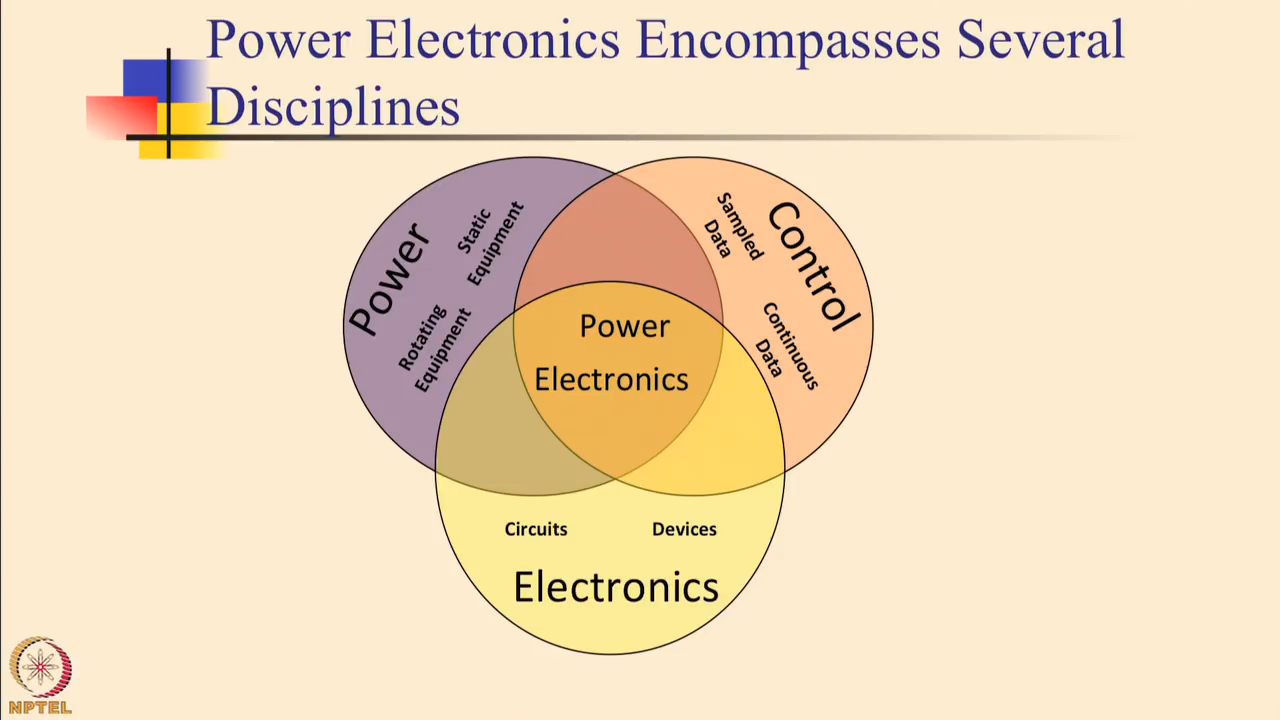 Power Electronics Encompasses Several
Disciplines
Power
Static
Equipment
Rotating
Equipment
Control
Sampled
Data
Continuous
Data
Power
Electronics
Circuits
Devices
Electronics
NPTEL